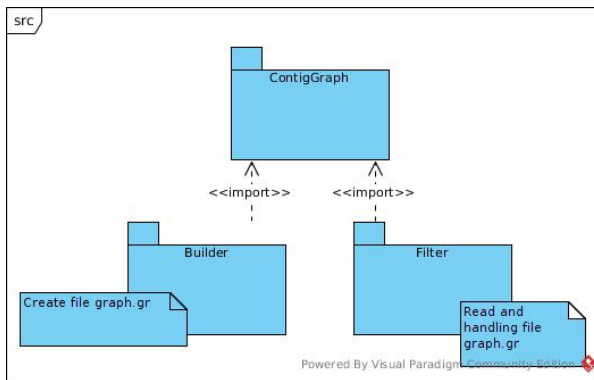 src
ContigGraph
<<import>> <<import>>
Builder
Filter
Create file graph.gr
Read and
handling file
graph.gr
Powered By Visual Paradigm Community Edition